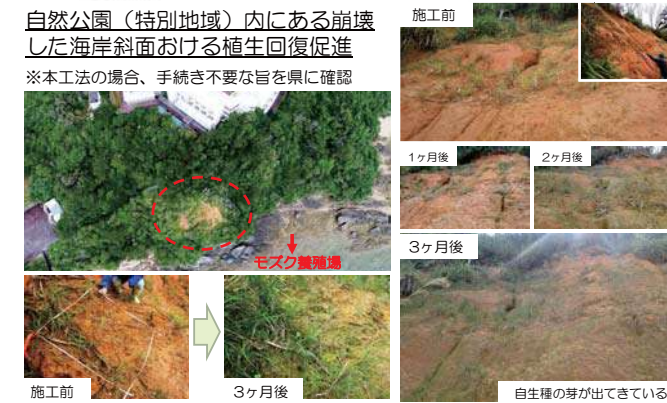 自然公園（特別地域）内にある崩壊
した海岸斜面おける植生回復促進
※本工法の場合、手続き不要な旨を県に確認
モズク養殖場
施工前
3ヶ月後
施工前
1ヶ月後
2ヶ月後
3ヶ月後
自生種の芽が出てきている